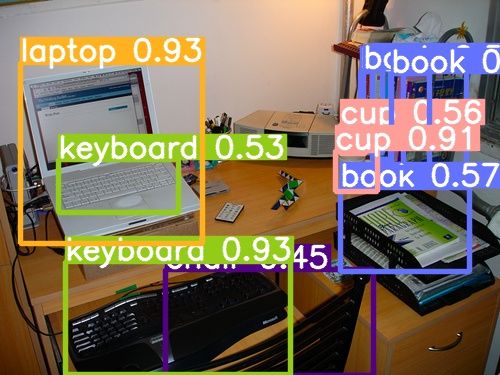 laptop 0.93
book 0
cup 0.56
cup 0.91
keyboard 0.53
book 0.57
keyboard 0.93
chair 0.45
Microsoft